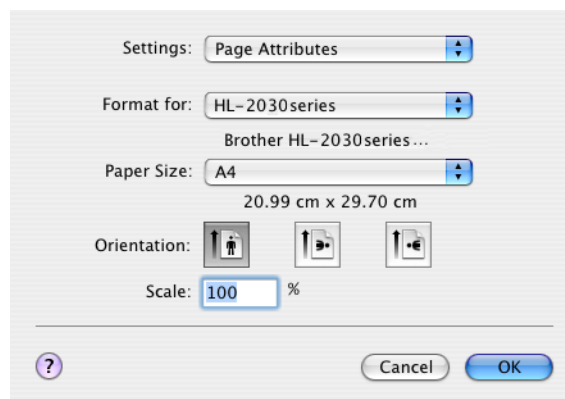 Settings: Page Attributes
Format for: HL-2030series
Brother HL-2030series...
Paper Size: A4
20.99 cm x 29.70 cm
Orientation:
Scale: 100 %
? Cancel OK